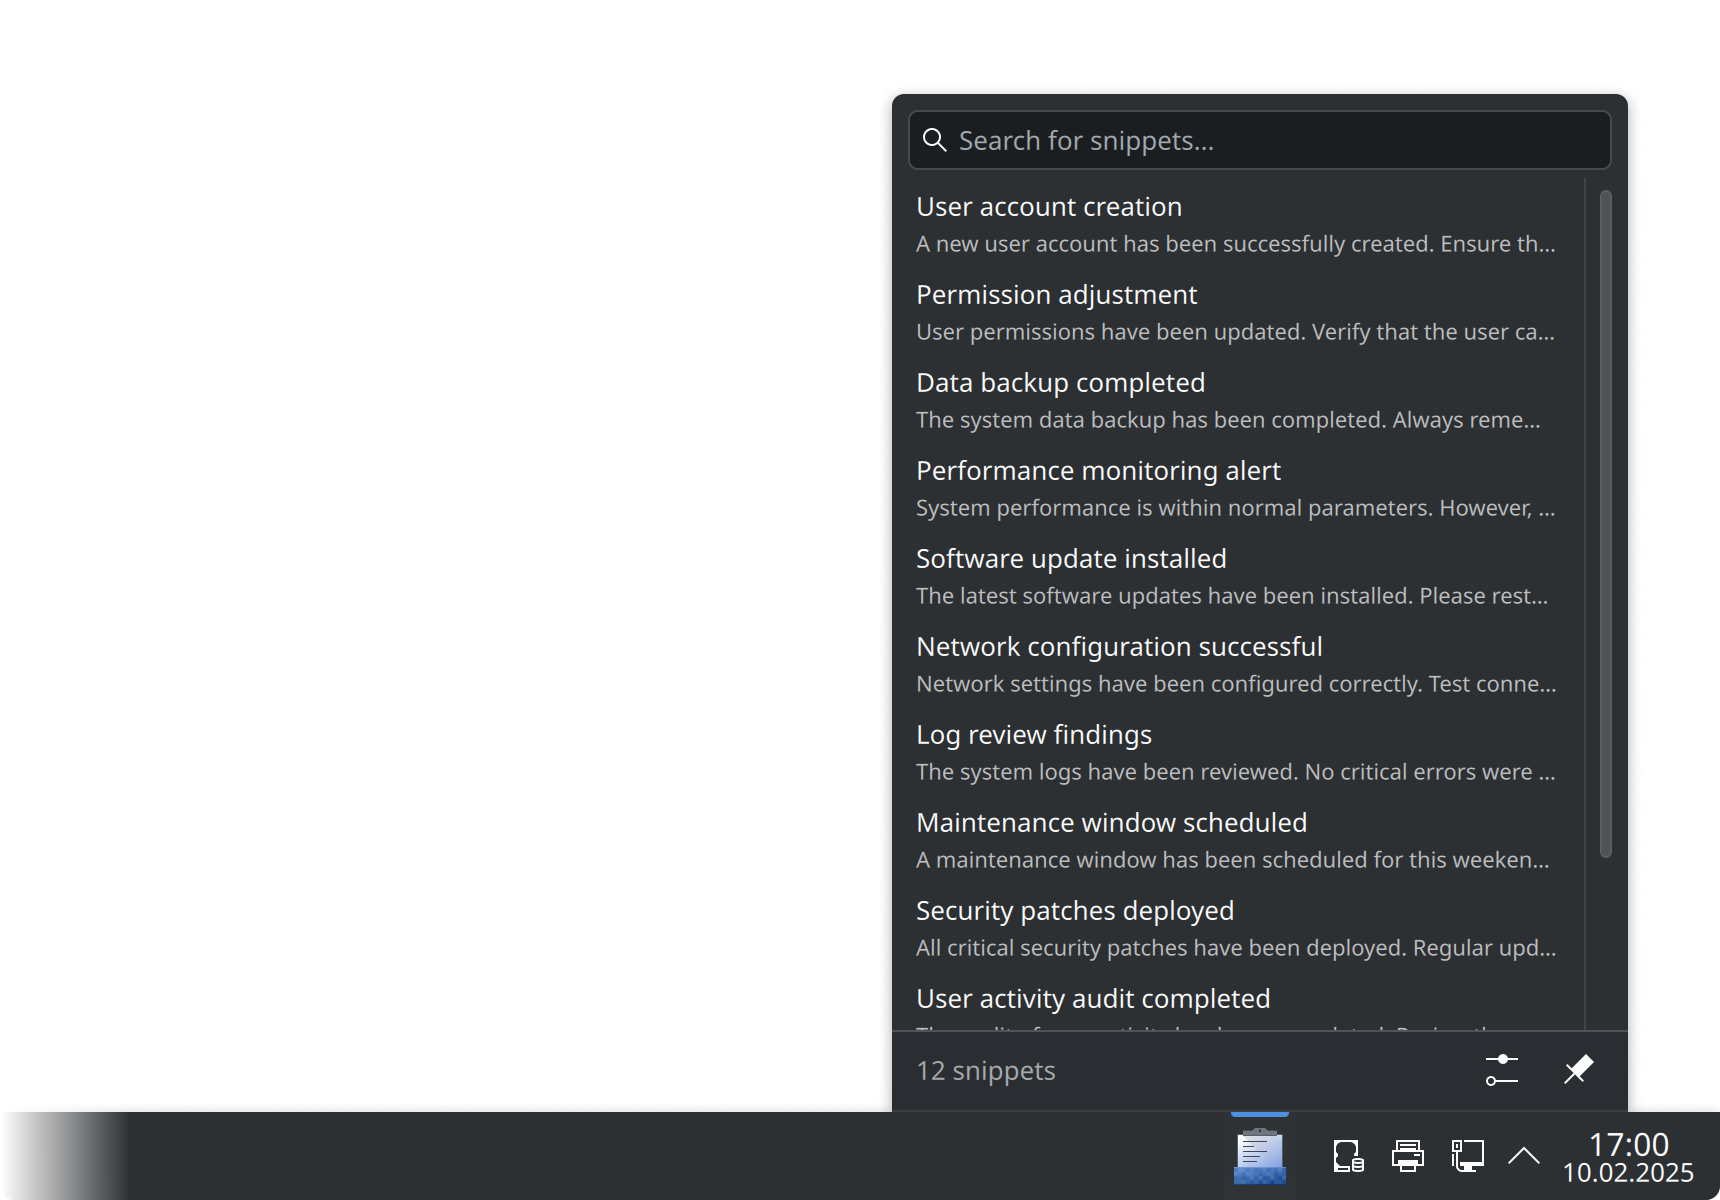 Search for snippets...
User account creation
A new user account has been successfully created. Ensure th...
Permission adjustment
User permissions have been updated. Verify that the user ca...
Data backup completed
The system data backup has been completed. Always reme...
Performance monitoring alert
System performance is within normal parameters. However, ...
Software update installed
The latest software updates have been installed. Please rest...
Network configuration successful
Network settings have been configured correctly. Test conne...
Log review findings
The system logs have been reviewed. No critical errors were ...
Maintenance window scheduled
A maintenance window has been scheduled for this weeken...
Security patches deployed
All critical security patches have been deployed. Regular upd...
User activity audit completed
12 snippets
17:00
10.02.2025